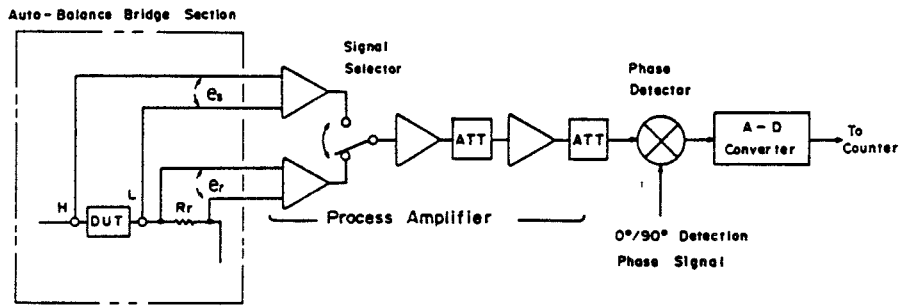 Auto-Balance Bridge Section
Signal
Selector
Phase
Detector
es
er
ATT
ATT
A-D
Converter
To
Counter
H
L
DUT
Rr
Process Amplifier
0°/90° Detection
Phase Signal